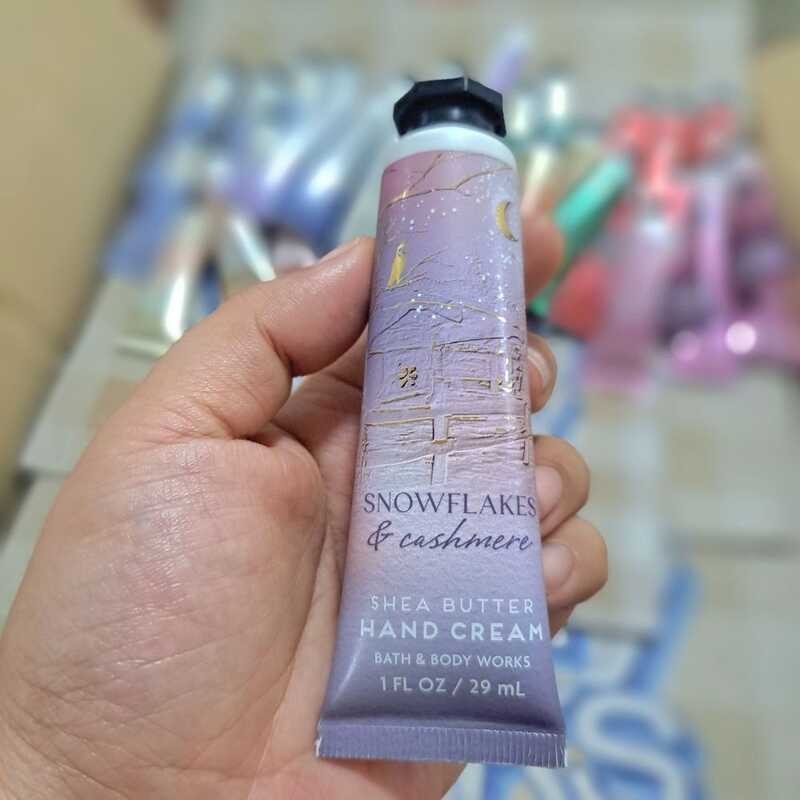 SNOWFLAKES
& cashmere
SHEA BUTTER
HAND CREAM
BATH & BODY WORKS
1 FL OZ / 29 mL